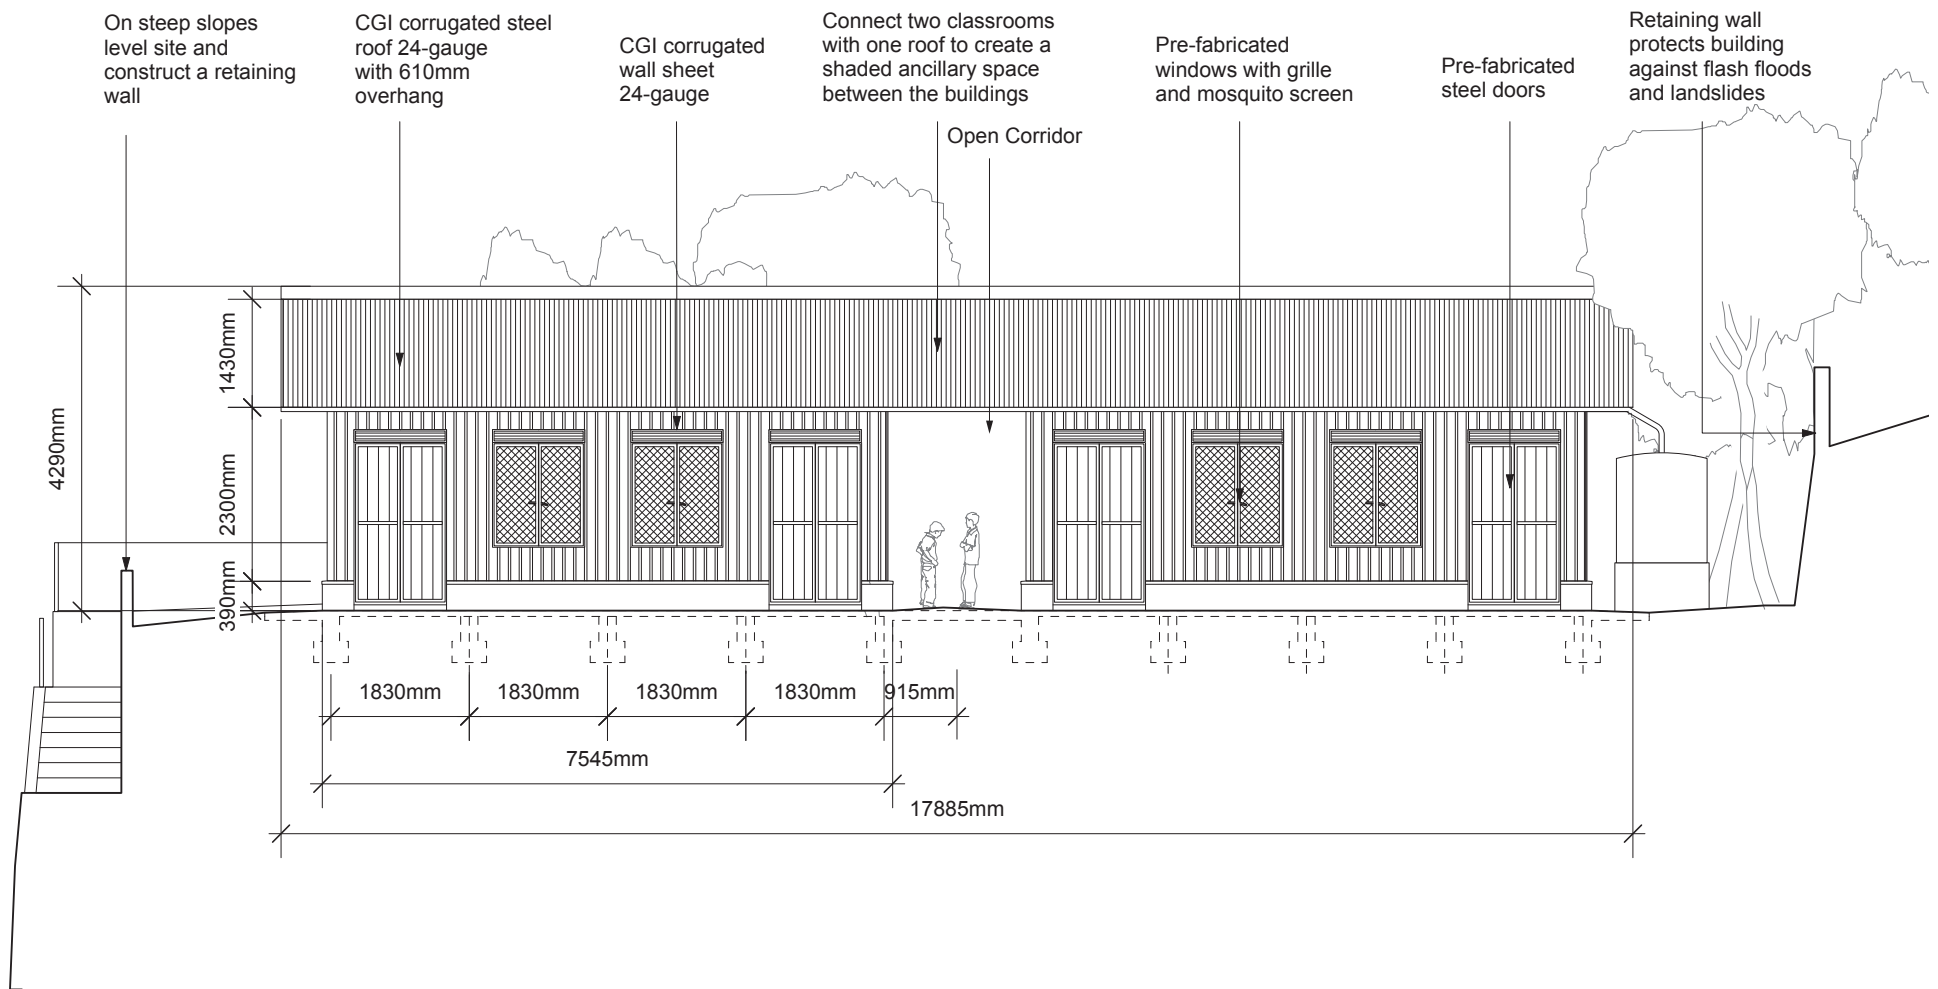 On steep slopes
level site and
construct a retaining
wall
CGI corrugated steel
roof 24-gauge
with 610mm
overhang
CGI corrugated
wall sheet
24-gauge
Connect two classrooms
with one roof to create a
shaded ancillary space
between the buildings
Open Corridor
Pre-fabricated
windows with grille
and mosquito screen
Pre-fabricated
steel doors
Retaining wall
protects building
against flash floods
and landslides
4290mm
1430mm
2300mm
390mm
1830mm
1830mm
1830mm
1830mm
915mm
7545mm
17885mm